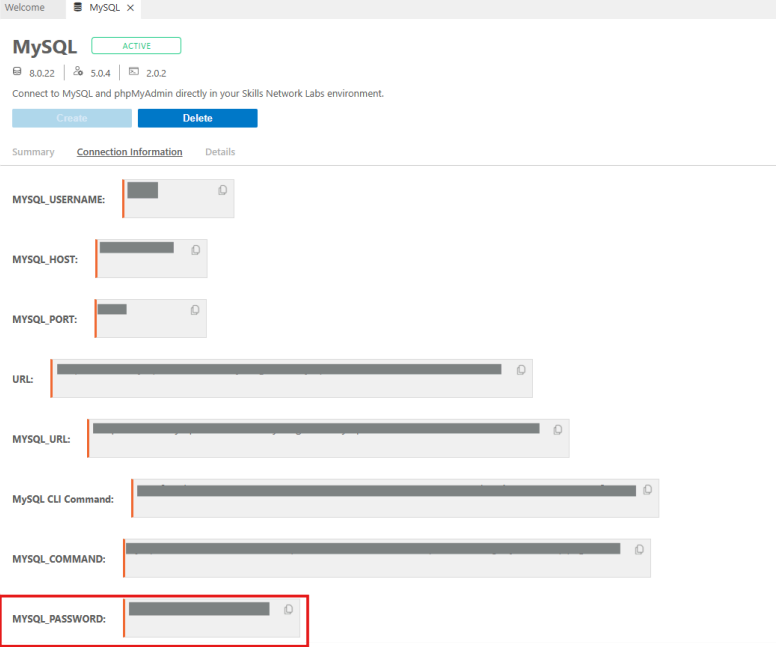 Welcome
MySQL
MySQL ACTIVE
8.0.22 5.0.4 2.0.2
Connect to MySQL and phpMyAdmin directly in your Skills Network Labs environment.
Create Delete
Summary Connection Information Details
MYSQL_USERNAME:
MYSQL_HOST:
MYSQL_PORT:
URL:
MYSQL_URL:
MySQL CLI Command:
MYSQL_COMMAND:
MYSQL_PASSWORD: